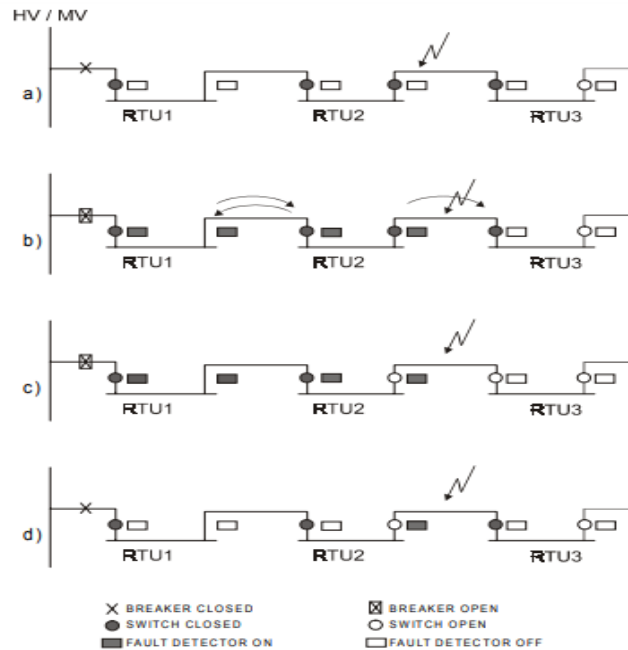 HV / MV
a)
RTU1 RTU2 RTU3
b)
RTU1 RTU2 RTU3
c)
RTU1 RTU2 RTU3
d)
RTU1 RTU2 RTU3
BREAKER CLOSED BREAKER OPEN
SWITCH CLOSED SWITCH OPEN
FAULT DETECTOR ON FAULT DETECTOR OFF